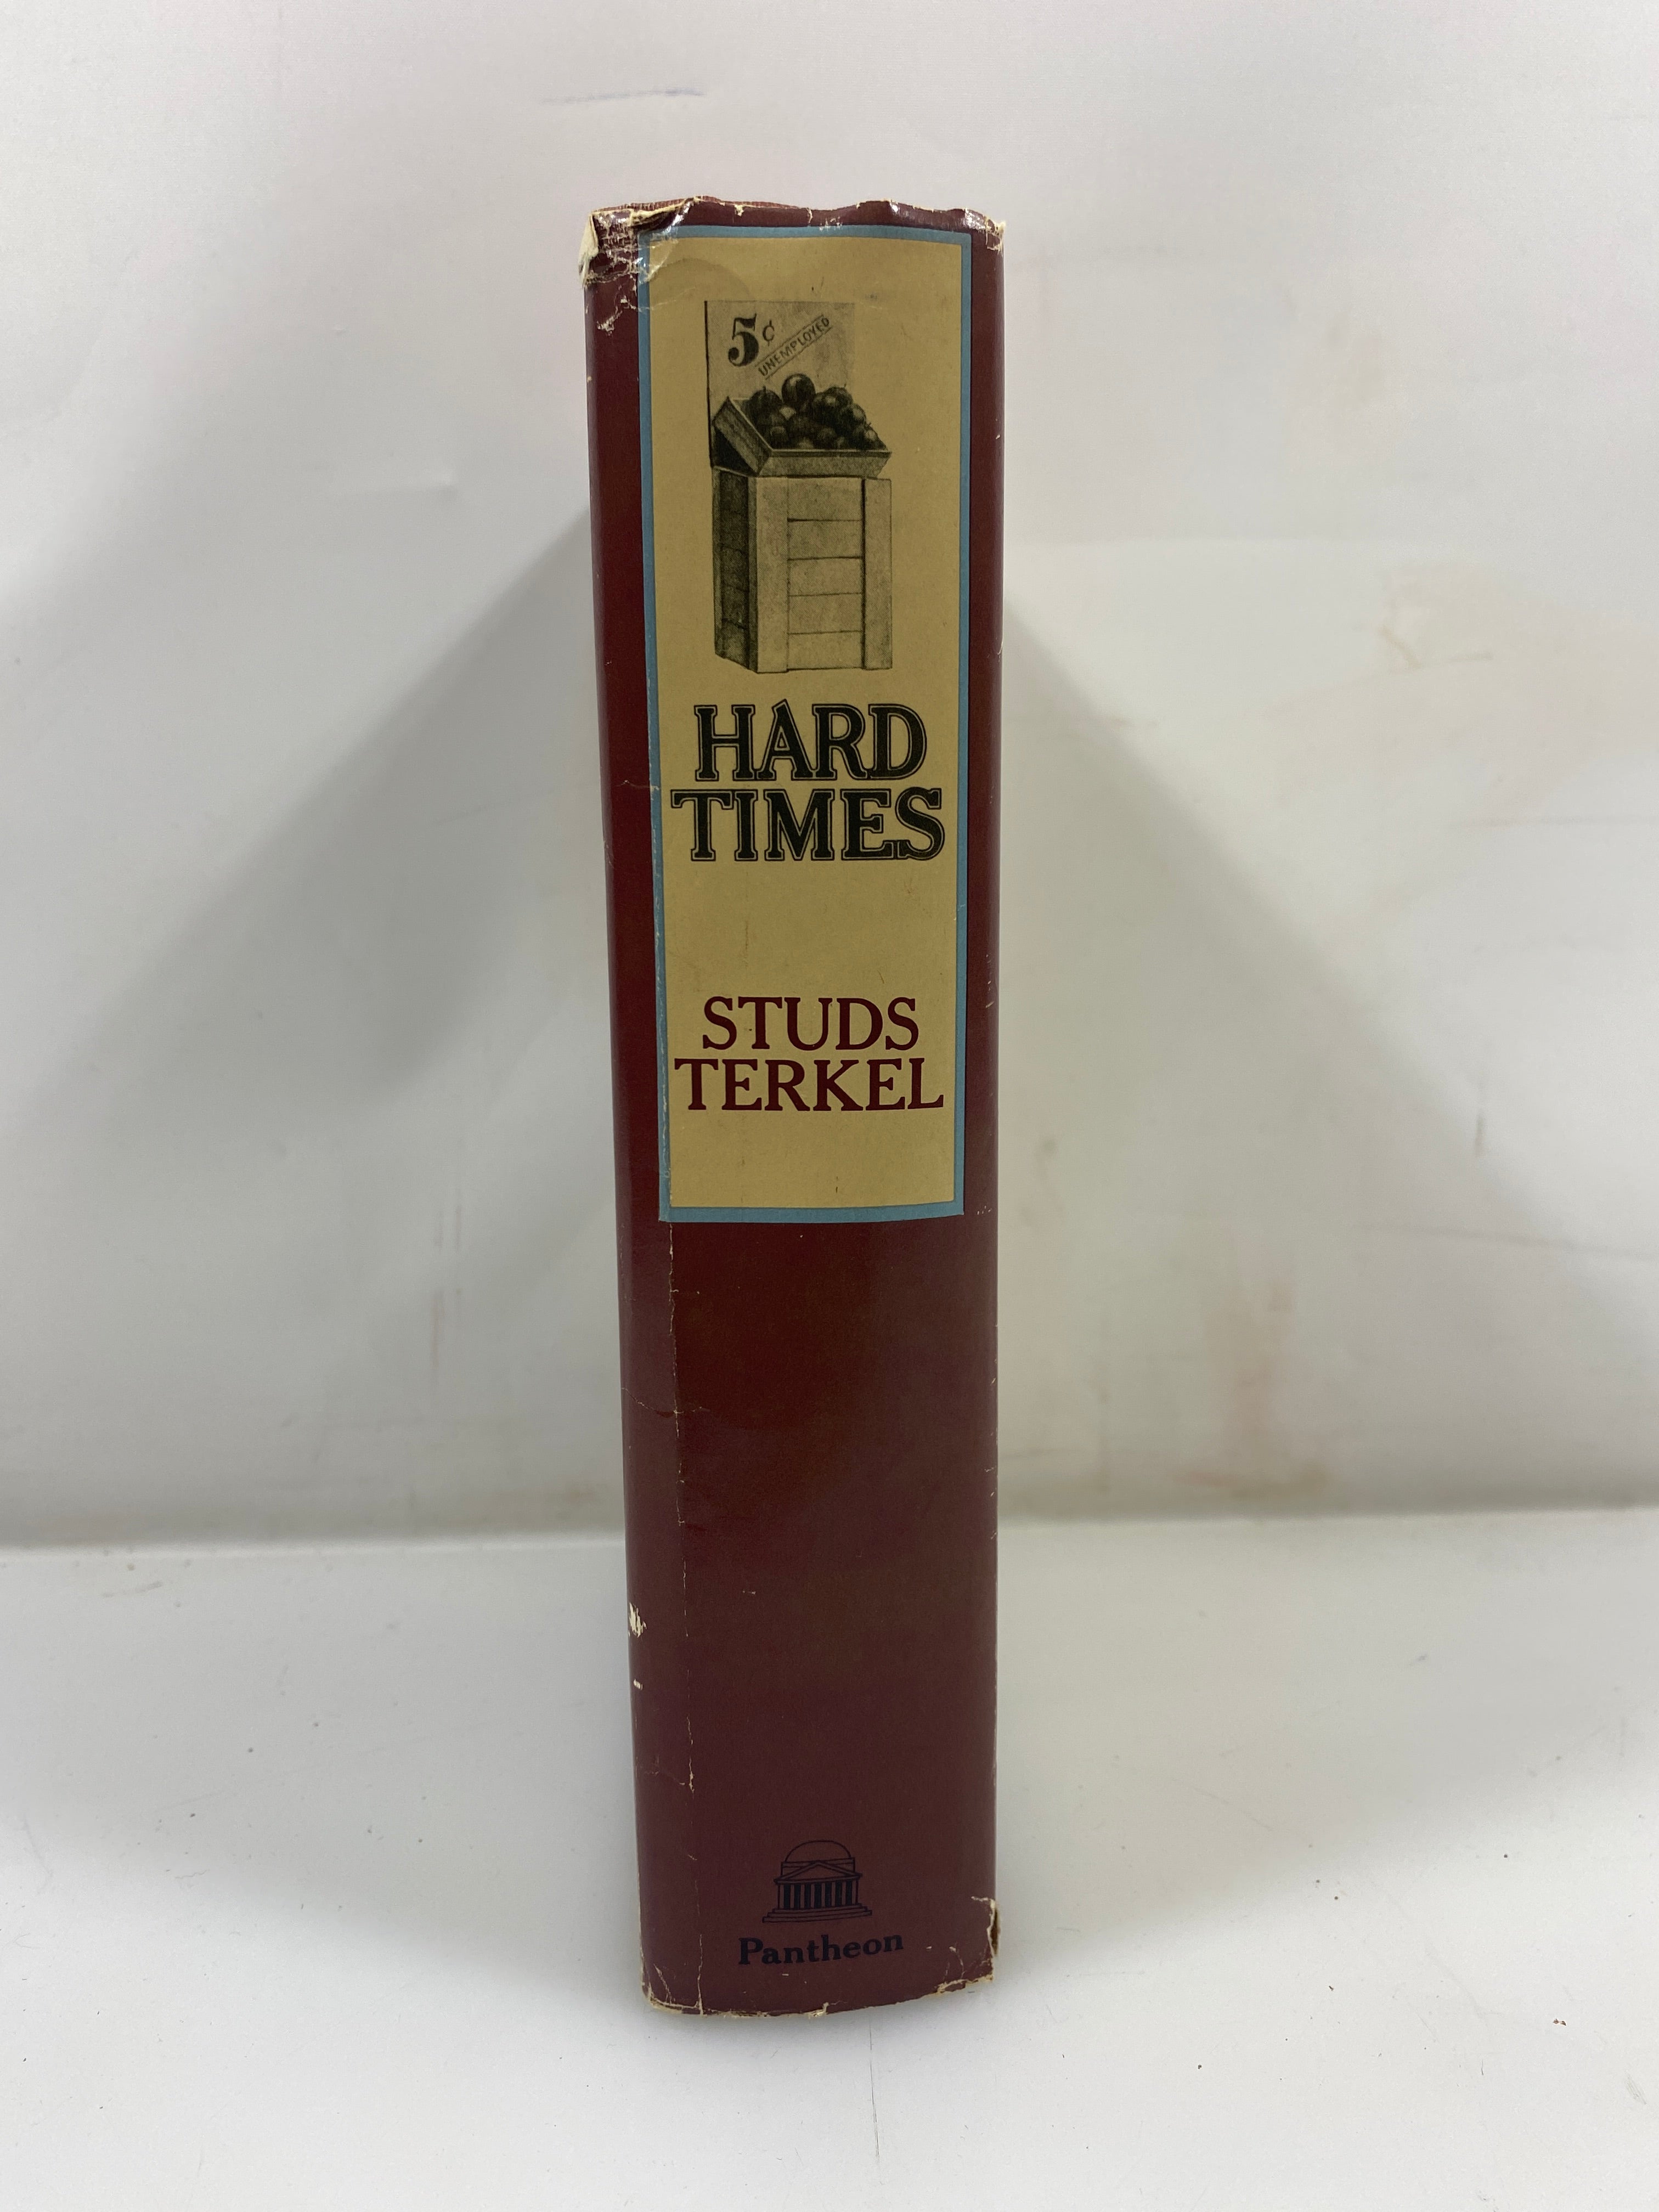 5¢
UNEMPLOYED
HARD
TIMES
STUDS
TERKEL
Pantheon